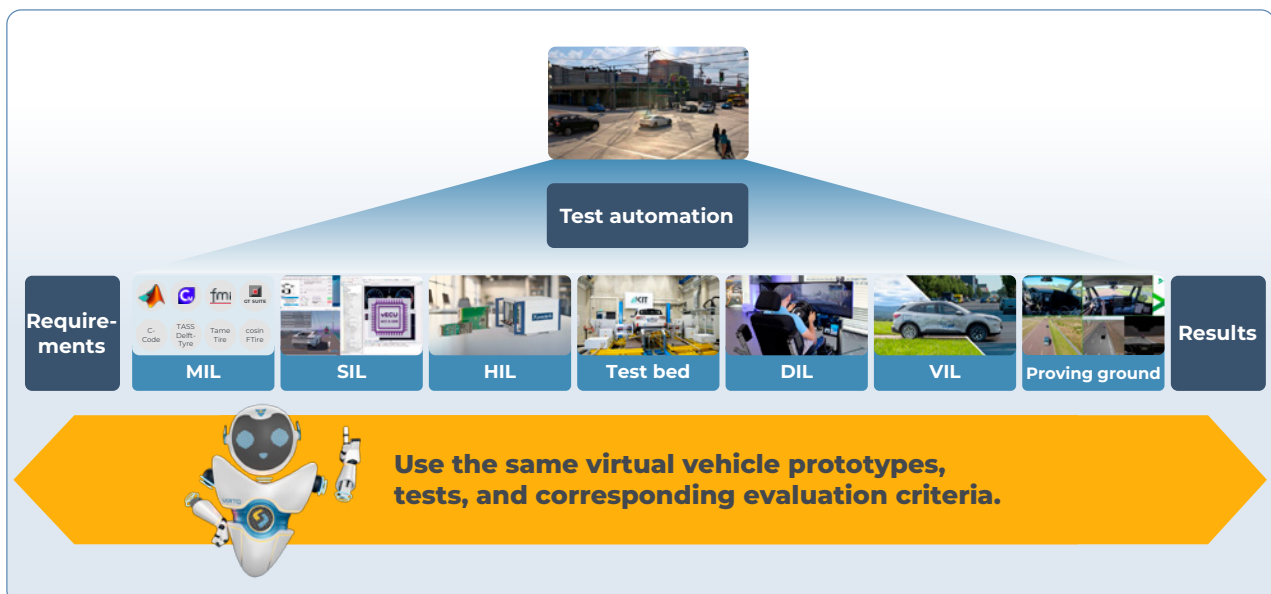 Test automation
Require-
ments
fmi
GT SUITE
C-
Code
TASS
Delft-
Tyre
Tame
Tire
cosin
FTire
MIL
vECU
SIL
HIL
KIT
Test bed
DIL
VIL
Proving ground
Results
Use the same virtual vehicle prototypes,
tests, and corresponding evaluation criteria.